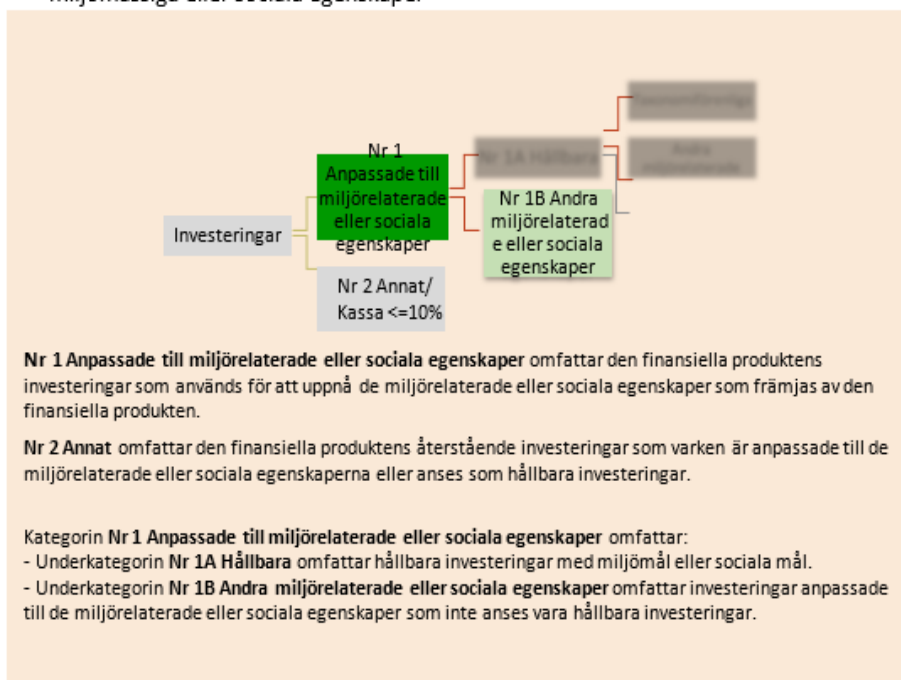 Nr 1
Anpassade till
miljörelaterade
eller sociala
egenskaper
Nr 1A Hållbara
Andra
miljörelaterade
Nr 1B Andra
miljörelaterad
e eller sociala
egenskaper
Investeringar
Nr 2 Annat/
Kassa <=10%
Nr 1 Anpassade till miljörelaterade eller sociala egenskaper omfattar den finansiella produktens
investeringar som används för att uppnå de miljörelaterade eller sociala egenskaper som främjas av den
finansiella produkten.
Nr 2 Annat omfattar den finansiella produktens återstående investeringar som varken är anpassade till de
miljörelaterade eller sociala egenskaperna eller anses som hållbara investeringar.
Kategorin Nr 1 Anpassade till miljörelaterade eller sociala egenskaper omfattar:
- Underkategorin Nr 1A Hållbara omfattar hållbara investeringar med miljömål eller sociala mål.
- Underkategorin Nr 1B Andra miljörelaterade eller sociala egenskaper omfattar investeringar anpassade
till de miljörelaterade eller sociala egenskaper som inte anses vara hållbara investeringar.